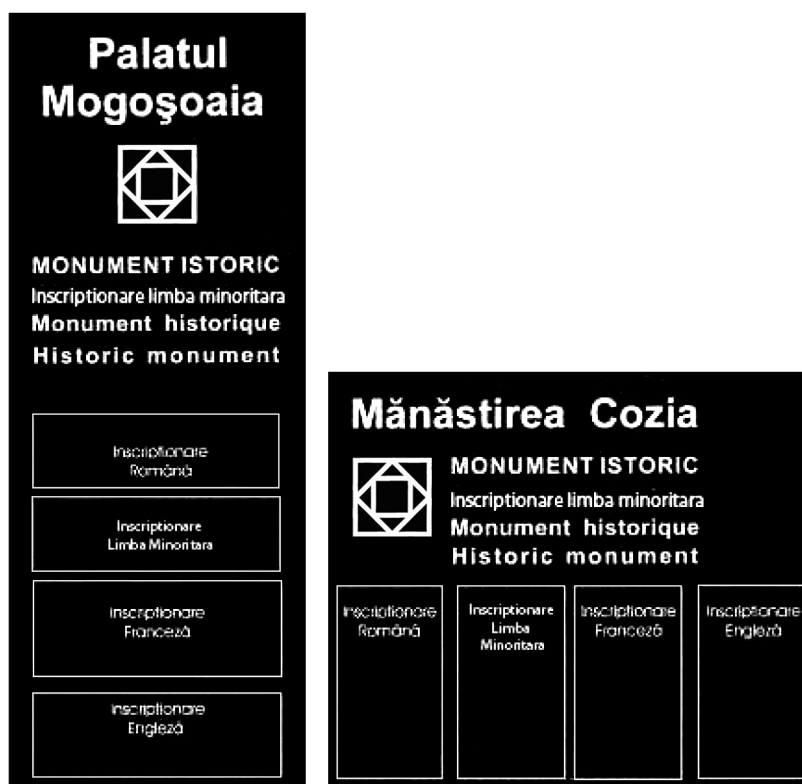 Palatul
Mogoşoaia
MONUMENT ISTORIC
Inscriptionare limba minoritara
Monument historique
Historic monument
Inscriptionare
Română
Inscriptionare
Limba Minoritara
Inscriptionare
Franceză
Inscriptionare
Engleză
Mănăstirea Cozia
MONUMENT ISTORIC
Inscriptionare limba minoritara
Monument historique
Historic monument
Inscriptionare
Română
Inscriptionare
Limba
Minoritara
Inscriptionare
Franceză
Inscriptionare
Engleză